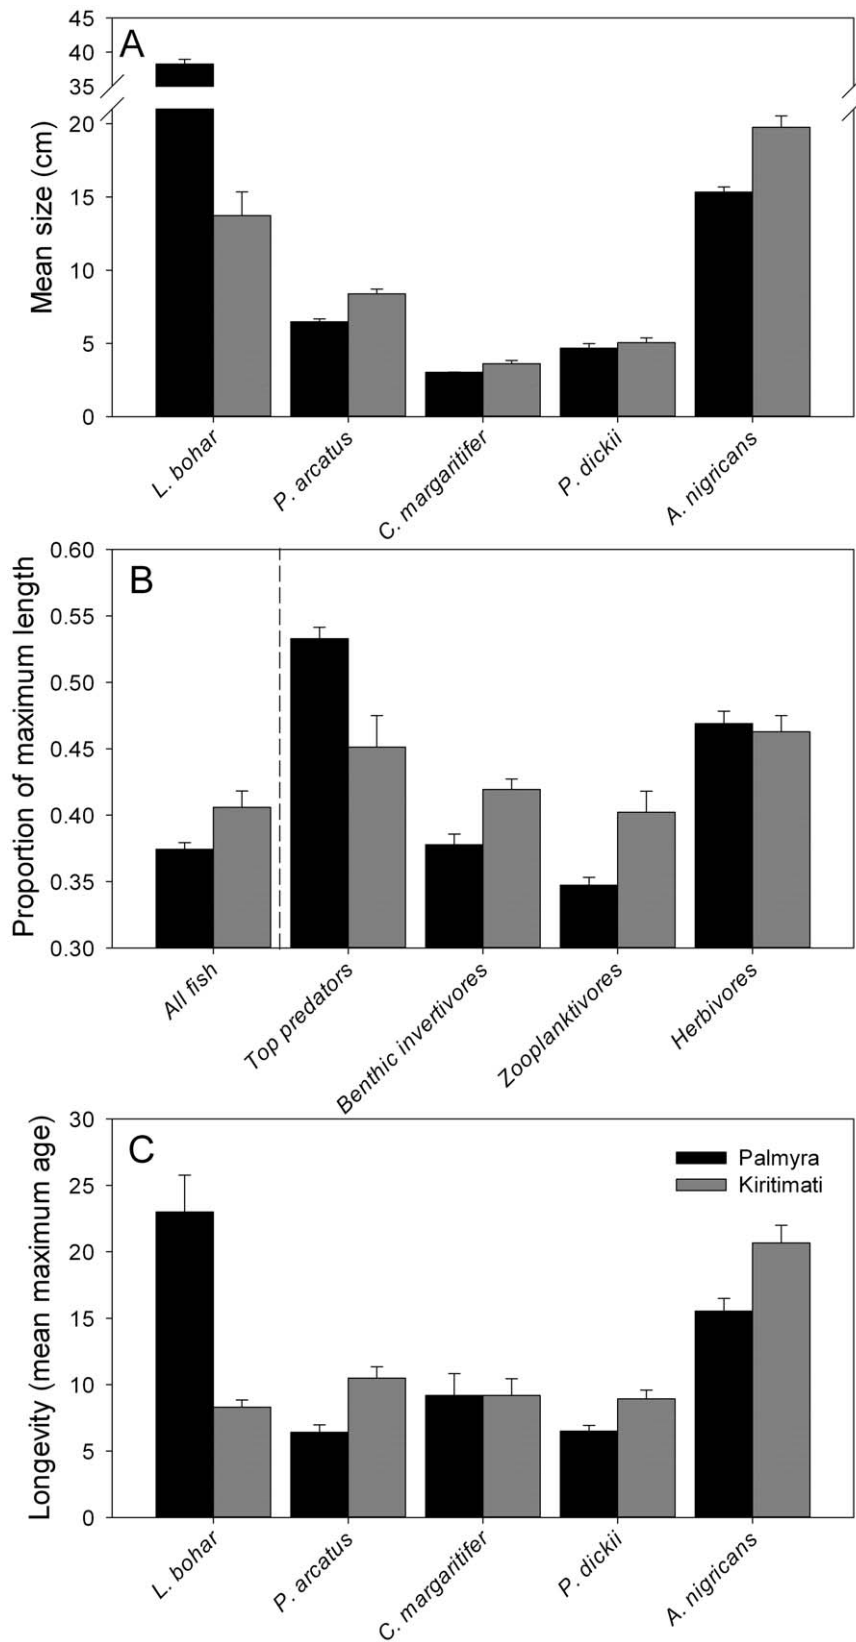 A
Mean size (cm)
45
40
35
20
15
10
5
0
L. bohar
P. arcatus
C. margaritifer
P. dickii
A. nigricans
B
Proportion of maximum length
0.60
0.55
0.50
0.45
0.40
0.35
0.30
All fish
Top predators
Benthic invertivores
Zooplanktivores
Herbivores
C
Longevity (mean maximum age)
30
25
20
15
10
5
0
Palmyra
Kiritimati
L. bohar
P. arcatus
C. margaritifer
P. dickii
A. nigricans